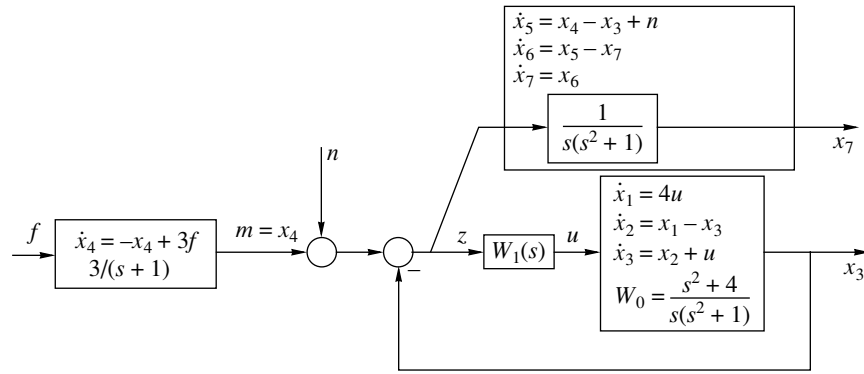 ẋ₅ = x₄ – x₃ + n
ẋ₆ = x₅ – x₇
ẋ₇ = x₆
1
s(s² + 1)
x₇
n
f
ẋ₄ = –x₄ + 3f
3/(s + 1)
m = x₄
–
z
W₁(s)
u
ẋ₁ = 4u
ẋ₂ = x₁ – x₃
ẋ₃ = x₂ + u
W₀ = s² + 4
s(s² + 1)
x₃